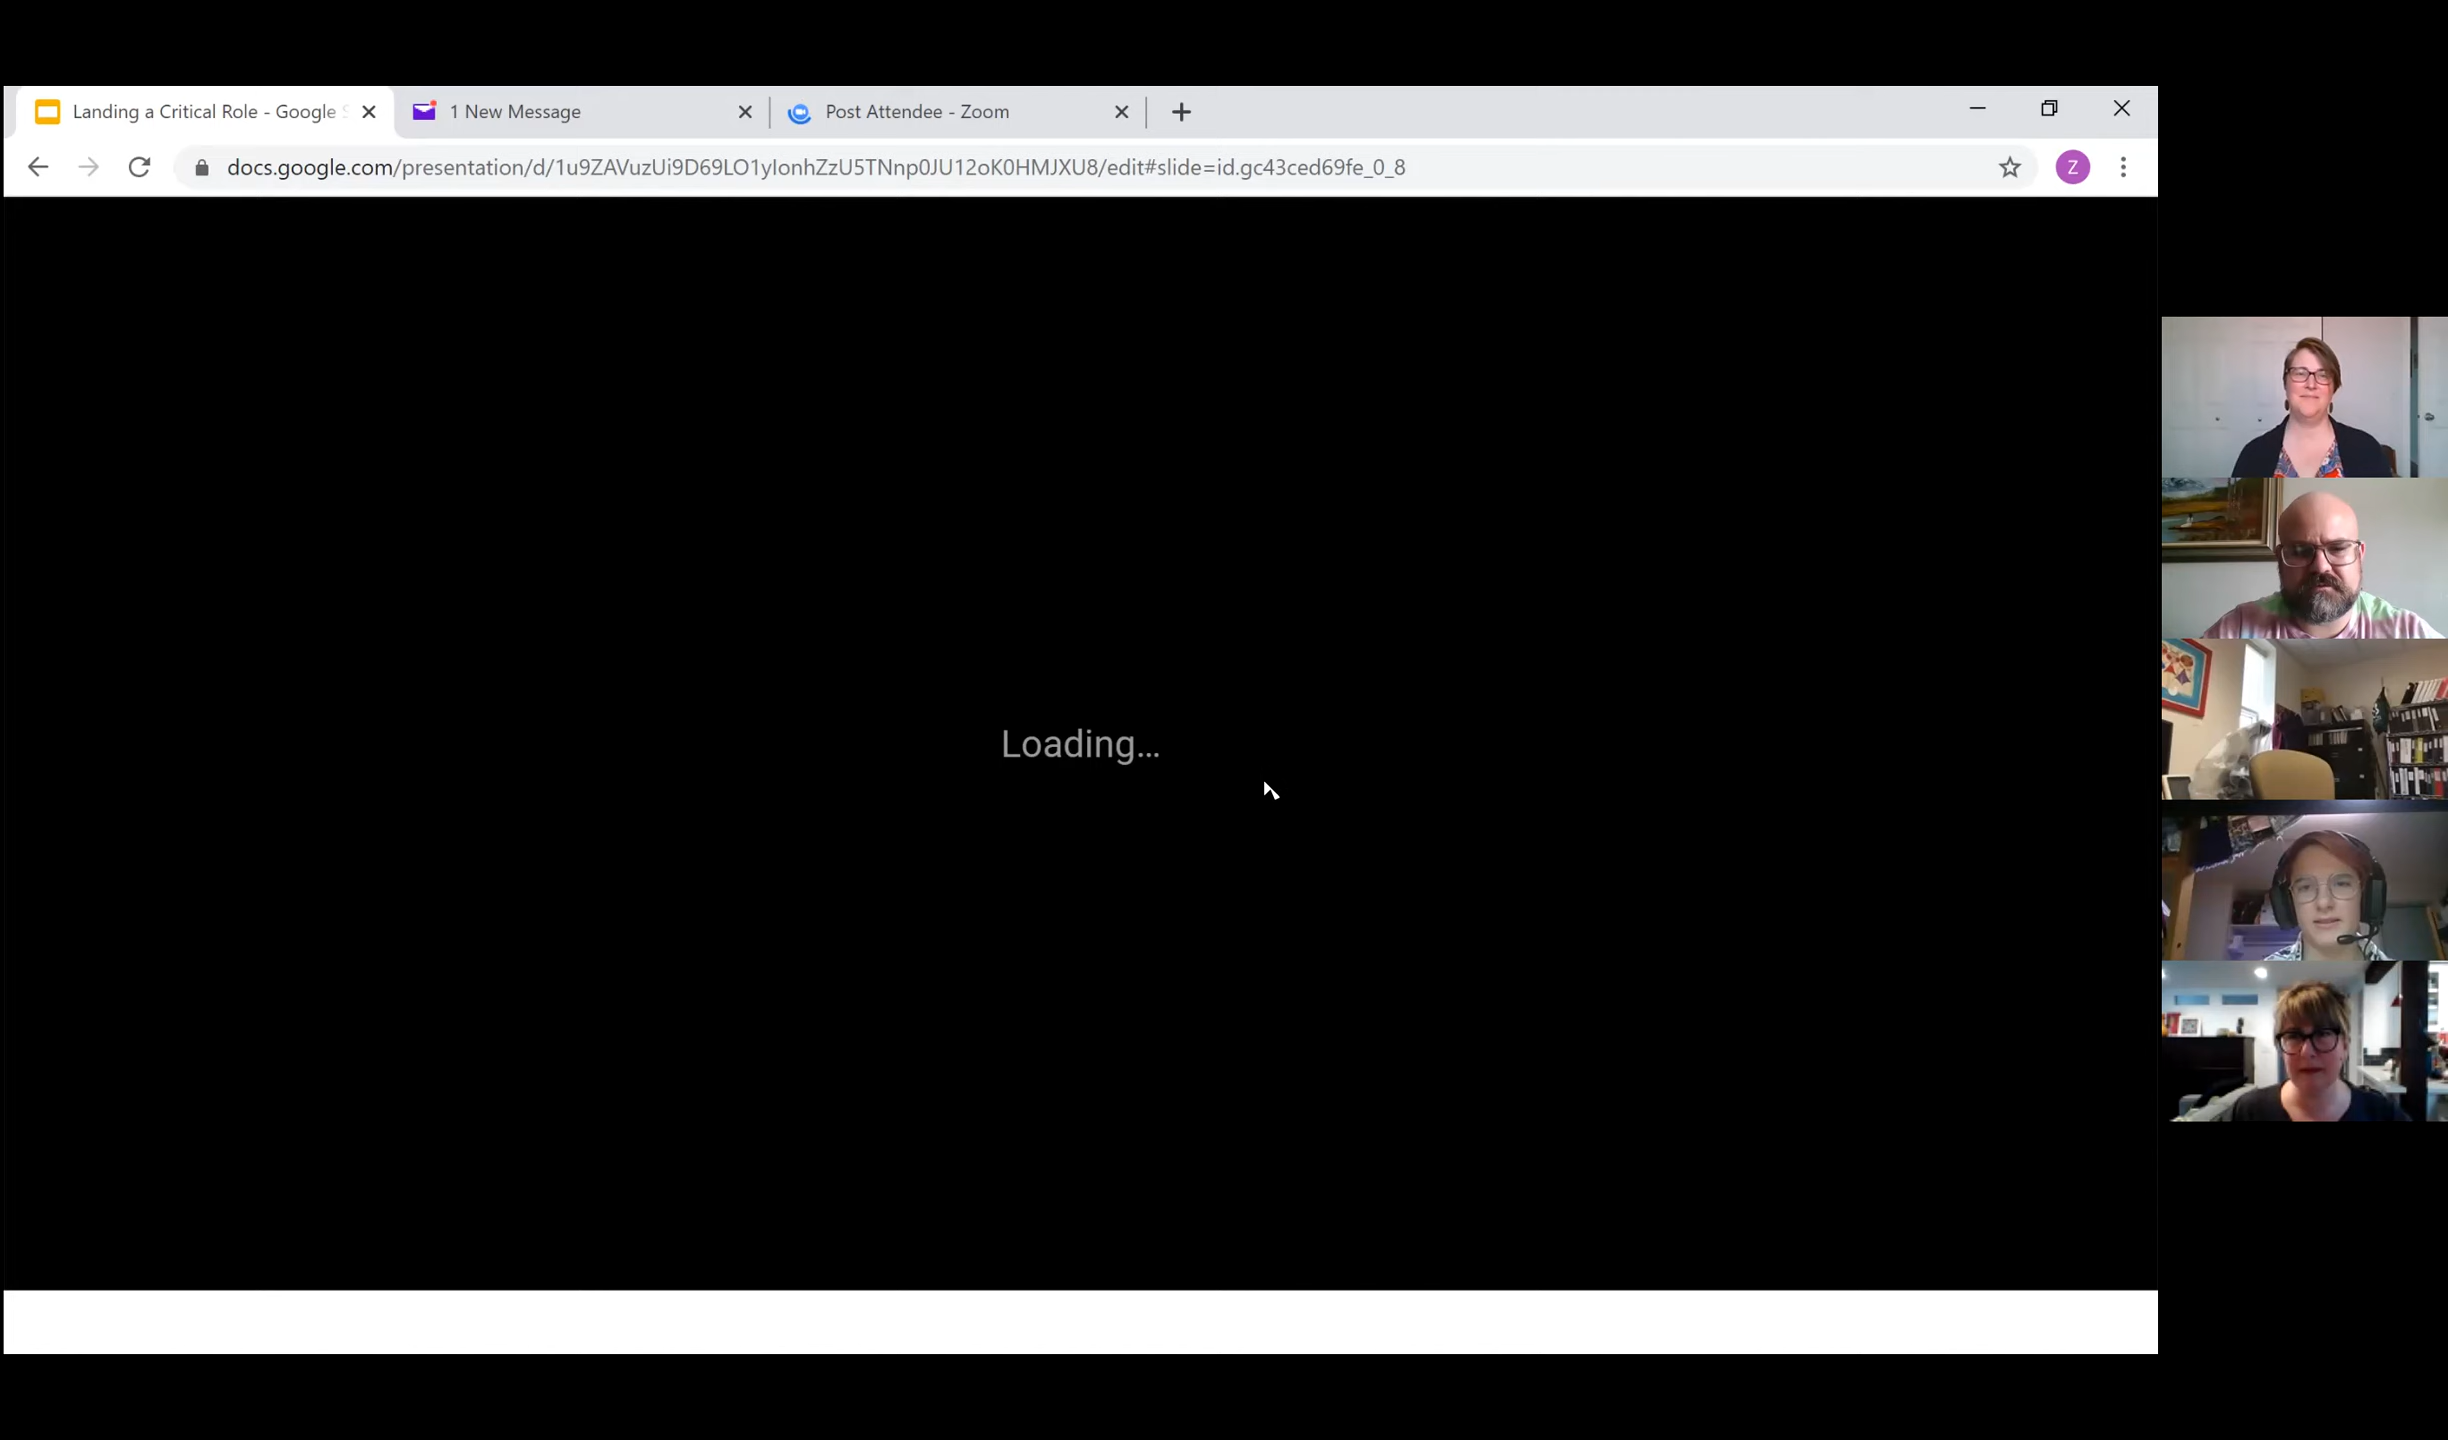 Landing a Critical Role - Google S
1 New Message
Post Attendee - Zoom
docs.google.com/presentation/d/1u9ZAVuzUi9D69LO1yIonhZzU5TNnp0JU12oK0HMJXU8/edit#slide=id.gc43ced69fe_0_8
Z
Loading...